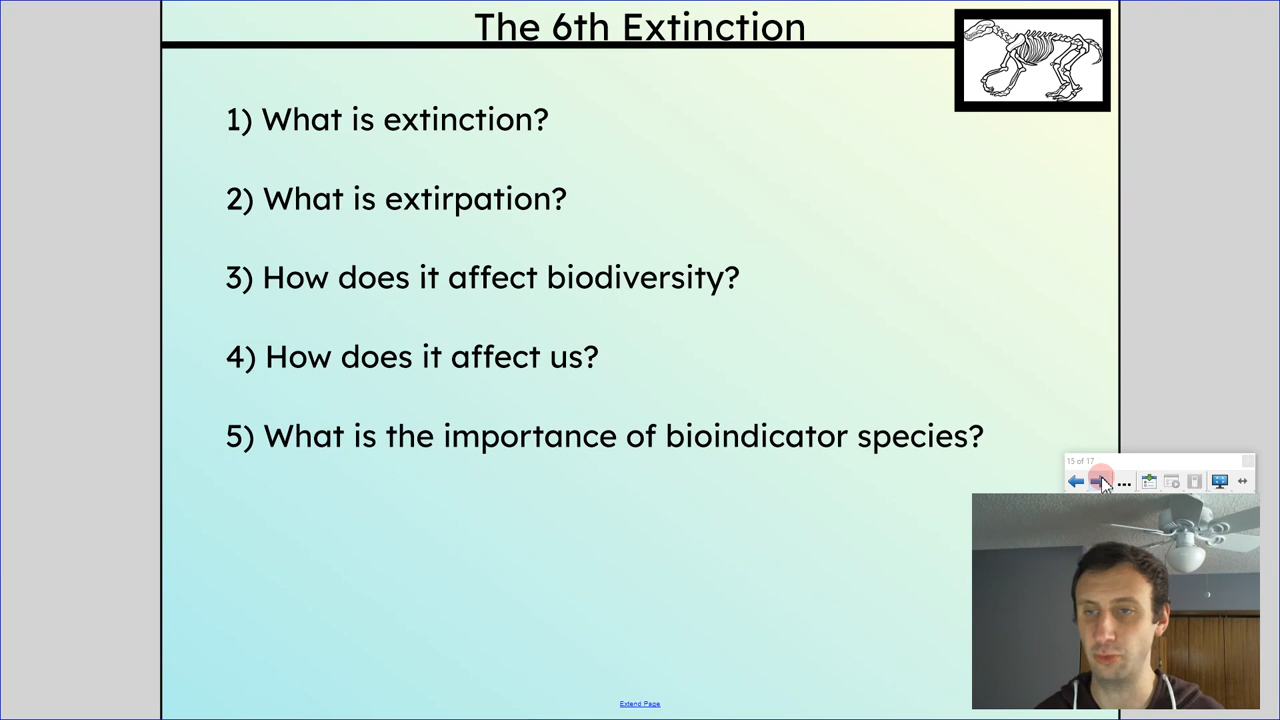 The 6th Extinction
1) What is extinction?
2) What is extirpation?
3) How does it affect biodiversity?
4) How does it affect us?
5) What is the importance of bioindicator species?
15 of 17
Extend Page